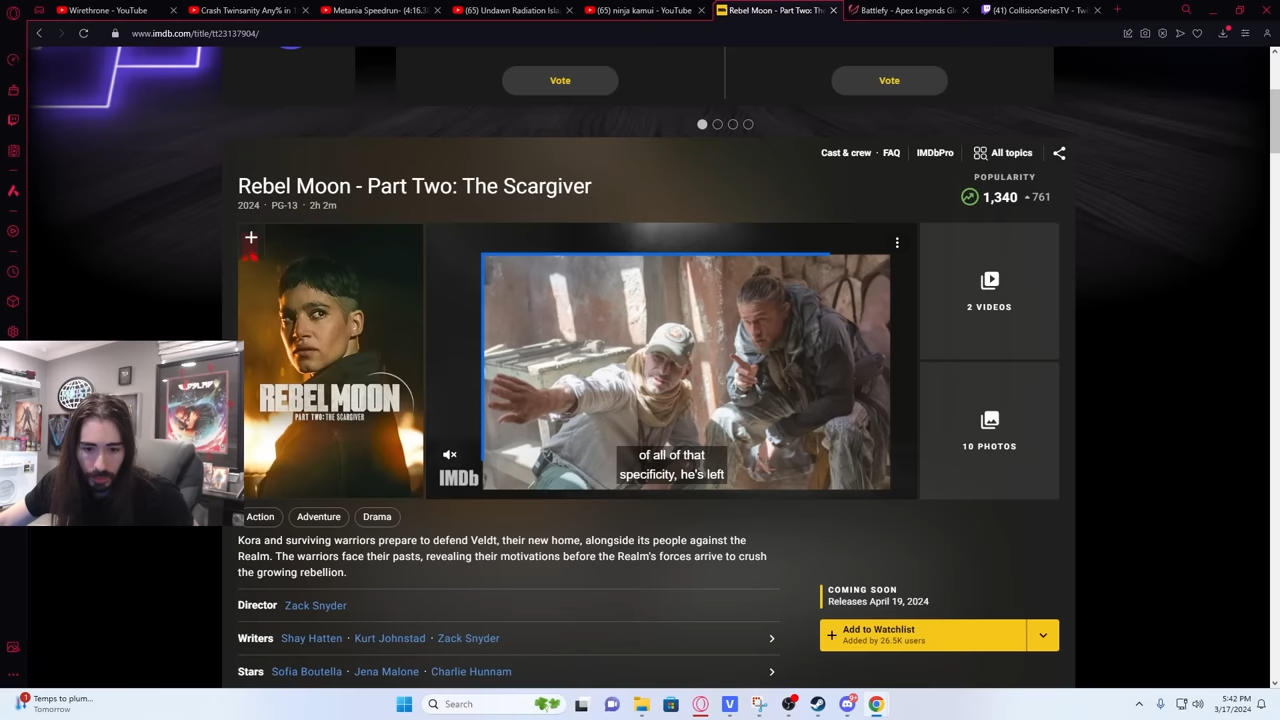 Wirethrone - YouTube
Crash Twinsanity Any% in 1
Metania Speedrun- (4:16.3
(65) Undawn Radiation Isla
(65) ninja kamui - YouTube
Rebel Moon - Part Two: The
Battlefy - Apex Legends Gl
(41) CollisionSeriesTV - Twi
www.imdb.com/title/tt23137904/
Vote
Vote
Cast & crew · FAQ
IMDbPro
All topics
Rebel Moon - Part Two: The Scargiver
2024 · PG-13 · 2h 2m
POPULARITY
1,340
761
REBEL MOON
PART TWO: THE SCARGIVER
of all of that
specificity, he's left
IMDb
2 VIDEOS
10 PHOTOS
Action
Adventure
Drama
Kora and surviving warriors prepare to defend Veldt, their new home, alongside its people against the
Realm. The warriors face their pasts, revealing their motivations before the Realm's forces arrive to crush
the growing rebellion.
Director Zack Snyder
Writers Shay Hatten · Kurt Johnstad · Zack Snyder
Stars Sofia Boutella · Jena Malone · Charlie Hunnam
COMING SOON
Releases April 19, 2024
Add to Watchlist
Added by 26.5K users
1
Temps to plum...
Tomorrow
Search
9+
5:42 PM
3/17/2024